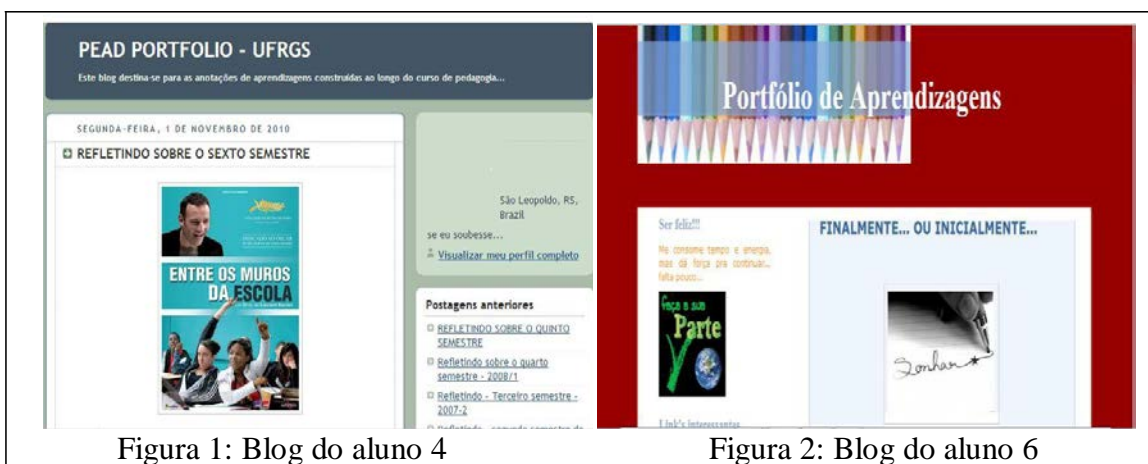 PEAD PORTFOLIO - UFRGS
Este blog destina-se para as anotações de aprendizagens construídas ao longo do curso de pedagogia...
SEGUNDA-FEIRA, 1 DE NOVEMBRO DE 2010
REFLETINDO SOBRE O SEXTO SEMESTRE
ENTRE OS MUROS
DA ESCOLA
São Leopoldo, RS,
Brazil
se eu soubesse...
Visualizar meu perfil completo
Postagens anteriores
REFLETINDO SOBRE O QUINTO
SEMESTRE
Refletindo sobre o quarto
semestre - 2008/1
Refletindo - Terceiro semestre -
2007-2
Figura 1: Blog do aluno 4
Portfólio de Aprendizagens
Ser feliz!!!
Me consome tempo e energia,
mas dá força pra continuar...
falta pouco...
faça a sua
Parte
FINALMENTE... OU INICIALMENTE...
Sonhar
Link's interessantes
Figura 2: Blog do aluno 6